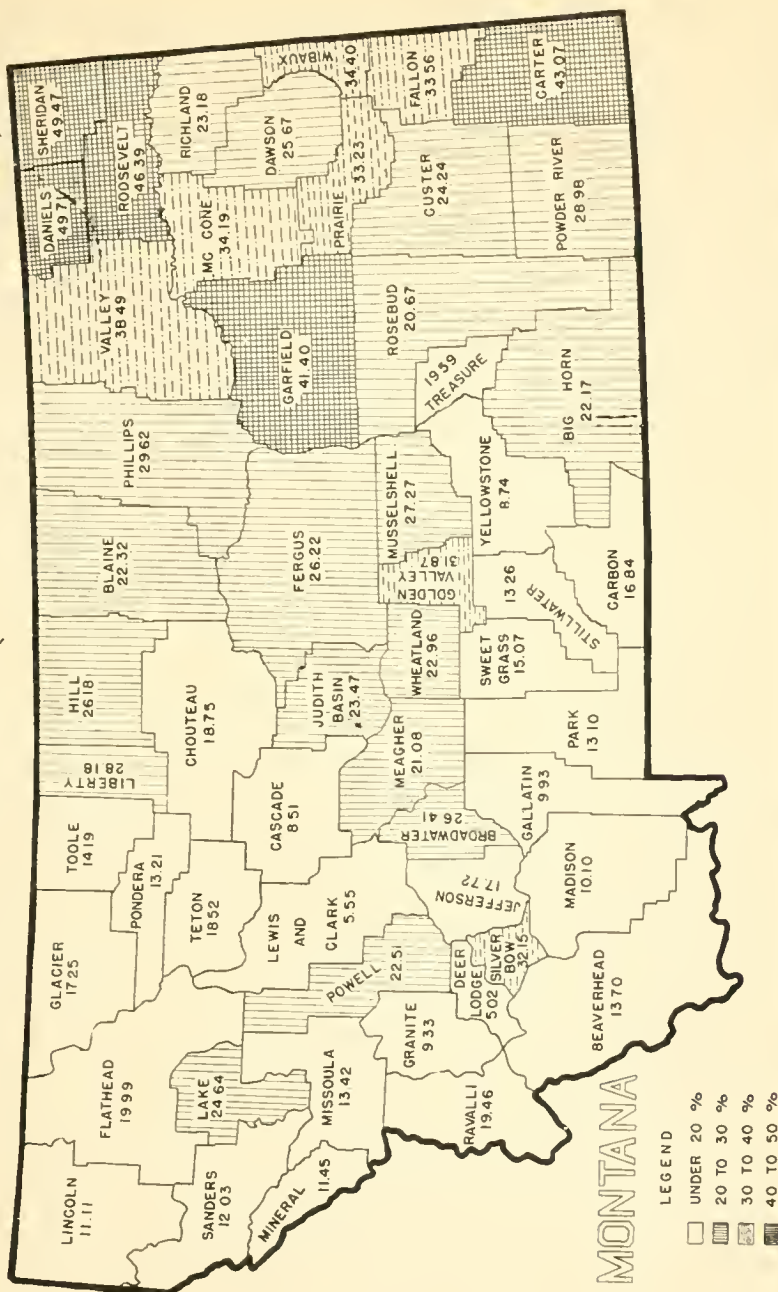 LINCOLN
11.11
FLATHEAD
19.99
GLACIER
17.25
TOOLE
14.19
LIBERTY
28.18
HILL
26.18
BLAINE
22.32
PHILLIPS
29.62
VALLEY
38.49
DANIELS
49.71
SHERIDAN
49.47
ROOSEVELT
46.39
SANDERS
12.03
LAKE
24.64
PONDERA
13.21
TETON
18.52
CHOUTEAU
18.75
MC CONE
34.19
RICHLAND
23.18
MINERAL
11.45
MISSOULA
13.42
POWELL
22.51
LEWIS
AND
CLARK
5.55
CASCADE
8.51
JUDITH
BASIN
23.47
FERGUS
26.22
GARFIELD
41.40
DAWSON
25.67
WIBAUX
34.40
PRAIRIE
33.23
RAVALLI
19.46
GRANITE
9.33
DEER
LODGE
5.02
SILVER
BOW
32.15
JEFFERSON
17.72
BROADWATER
26.41
MEAGHER
21.08
WHEATLAND
22.96
GOLDEN
VALLEY
31.87
MUSSELSHELL
27.27
ROSEBUD
20.67
19.59
TREASURE
CUSTER
24.24
FALLON
33.56
BEAVERHEAD
13.70
MADISON
10.10
GALLATIN
9.93
PARK
13.10
SWEET
GRASS
15.07
13.26
STILLWATER
YELLOWSTONE
8.74
CARBON
16.84
BIG HORN
22.17
POWDER RIVER
28.98
CARTER
43.07
MONTANA
LEGEND
UNDER 20 %
20 TO 30 %
30 TO 40 %
40 TO 50 %